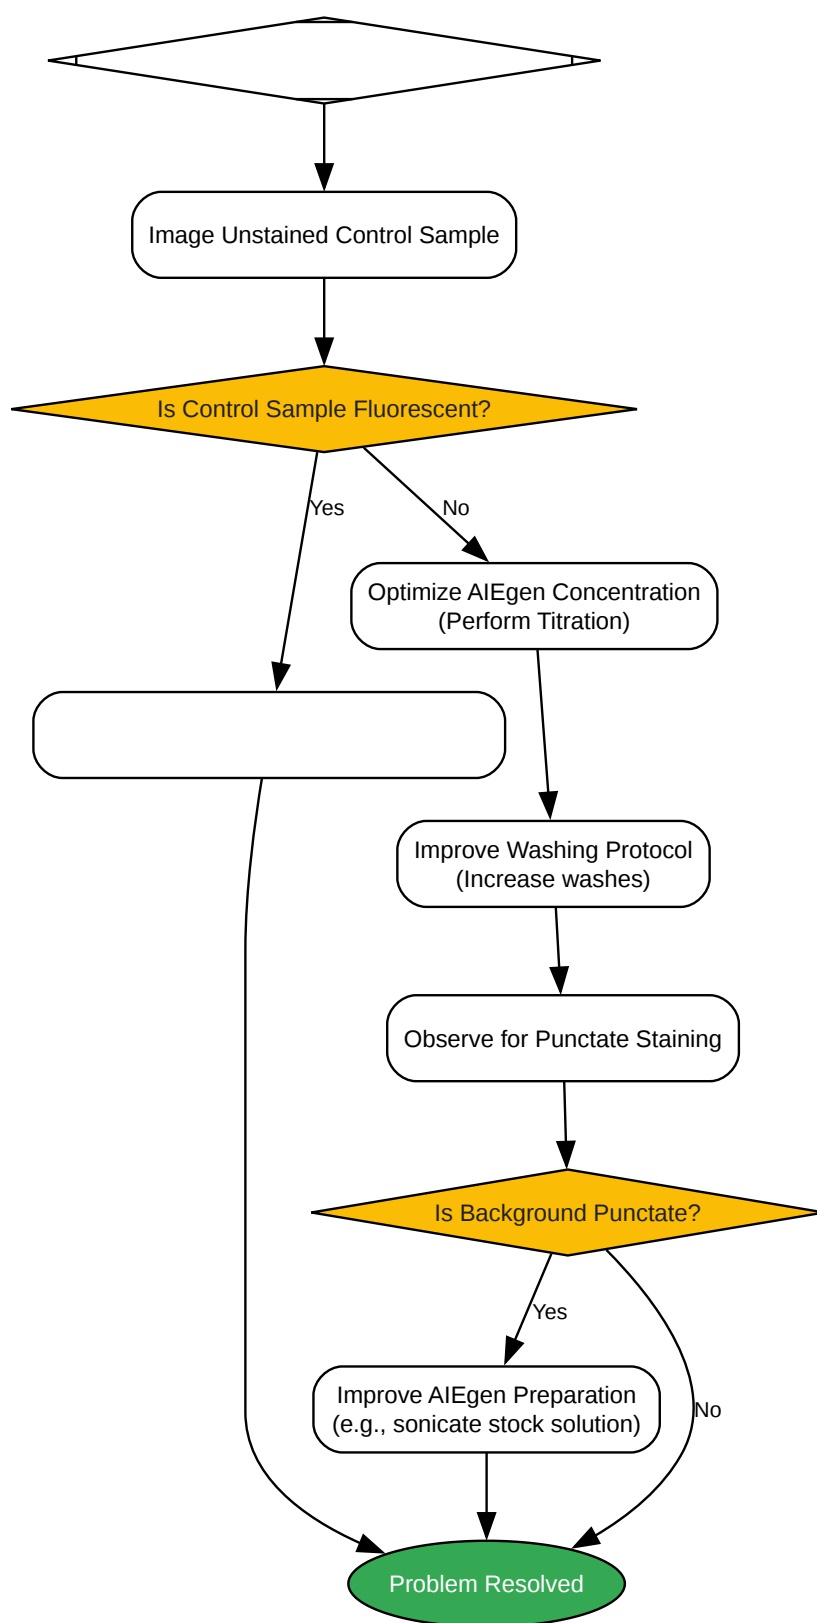 Image Unstained Control Sample
Is Control Sample Fluorescent?
Yes
No
Optimize AIEgen Concentration
(Perform Titration)
Improve Washing Protocol
(Increase washes)
Observe for Punctate Staining
Is Background Punctate?
Yes
Improve AIEgen Preparation
(e.g., sonicate stock solution)
No
Problem Resolved